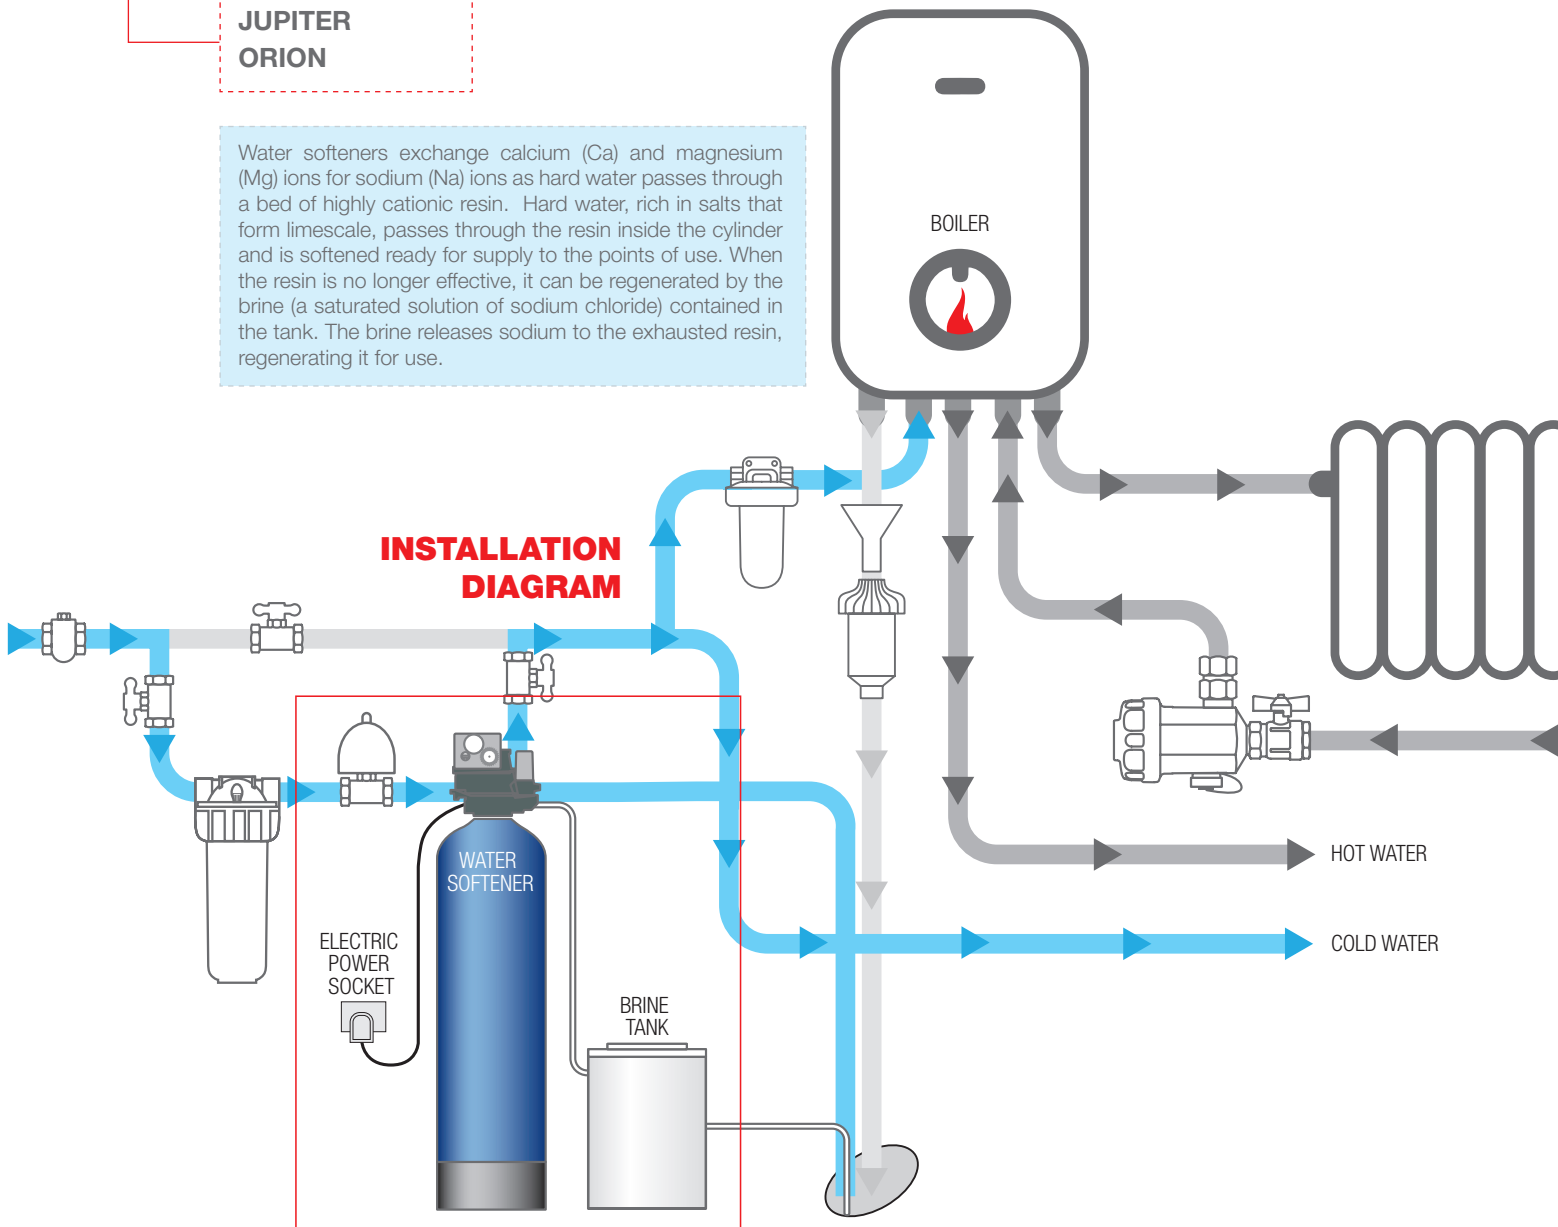 JUPITER
ORION
Water softeners exchange calcium (Ca) and magnesium
(Mg) ions for sodium (Na) ions as hard water passes through
a bed of highly cationic resin. Hard water, rich in salts that
form limescale, passes through the resin inside the cylinder
and is softened ready for supply to the points of use. When
the resin is no longer effective, it can be regenerated by the
brine (a saturated solution of sodium chloride) contained in
the tank. The brine releases sodium to the exhausted resin,
regenerating it for use.
BOILER
INSTALLATION
DIAGRAM
WATER
SOFTENER
HOT WATER
ELECTRIC
POWER
SOCKET
COLD WATER
BRINE
TANK